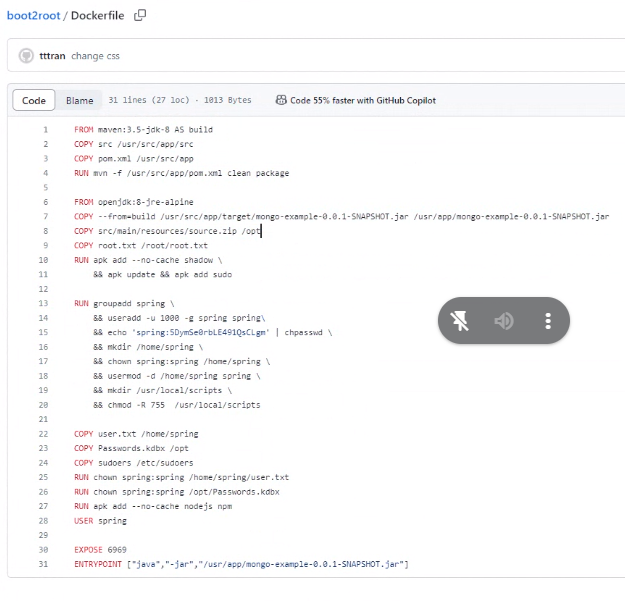 boot2root / Dockerfile
tttran change css
Code Blame 31 lines (27 loc) · 1013 Bytes Code 55% faster with GitHub Copilot
1 FROM maven:3.5-jdk-8 AS build
2 COPY src /usr/src/app/src
3 COPY pom.xml /usr/src/app
4 RUN mvn -f /usr/src/app/pom.xml clean package
5
6 FROM openjdk:8-jre-alpine
7 COPY --from=build /usr/src/app/target/mongo-example-0.0.1-SNAPSHOT.jar /usr/app/mongo-example-0.0.1-SNAPSHOT.jar
8 COPY src/main/resources/source.zip /opt
9 COPY root.txt /root/root.txt
10 RUN apk add --no-cache shadow \
11 && apk update && apk add sudo
12
13 RUN groupadd spring \
14 && useradd -u 1000 -g spring spring\
15 && echo 'spring:5DymSe0rbLE491QsCLgm' | chpasswd \
16 && mkdir /home/spring \
17 && chown spring:spring /home/spring \
18 && usermod -d /home/spring spring \
19 && mkdir /usr/local/scripts \
20 && chmod -R 755 /usr/local/scripts
21
22 COPY user.txt /home/spring
23 COPY Passwords.kdbx /opt
24 COPY sudoers /etc/sudoers
25 RUN chown spring:spring /home/spring/user.txt
26 RUN chown spring:spring /opt/Passwords.kdbx
27 RUN apk add --no-cache nodejs npm
28 USER spring
29
30 EXPOSE 6969
31 ENTRYPOINT ["java","-jar","/usr/app/mongo-example-0.0.1-SNAPSHOT.jar"]